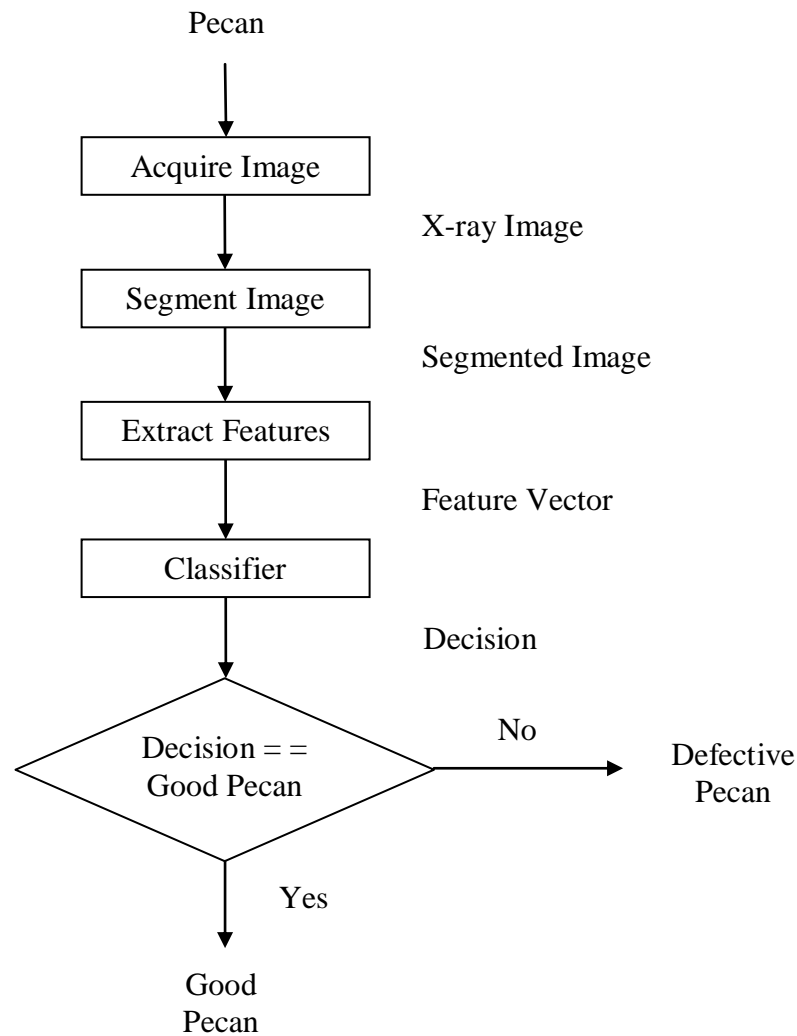 Pecan
Acquire Image
X-ray Image
Segment Image
Segmented Image
Extract Features
Feature Vector
Classifier
Decision
Decision = =
Good Pecan
No
Defective
Pecan
Yes
Good
Pecan